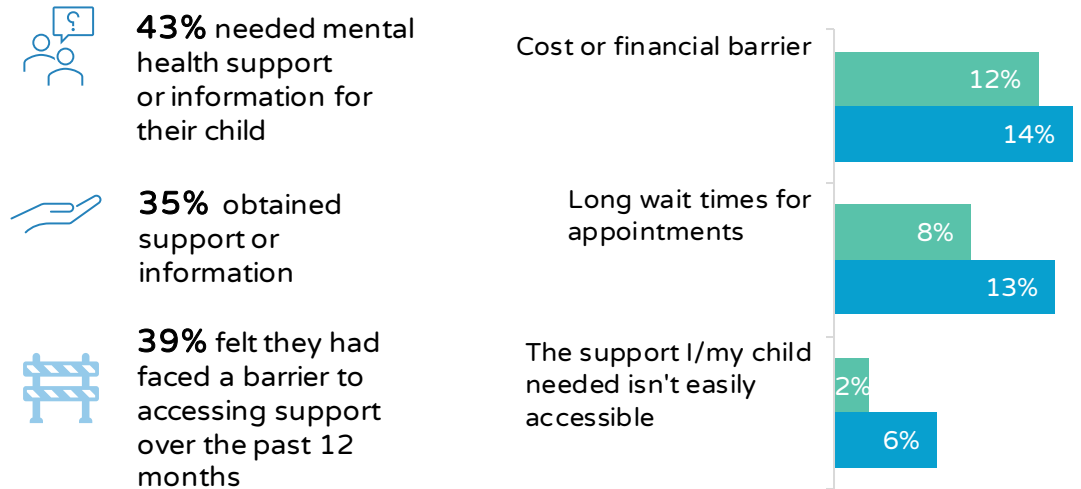 ?
43% needed mental
health support
or information for
their child
35% obtained
support or
information
39% felt they had
faced a barrier to
accessing support
over the past 12
months
Cost or financial barrier
12%
14%
Long wait times for
appointments
8%
13%
The support I/my child
needed isn't easily
accessible
2%
6%